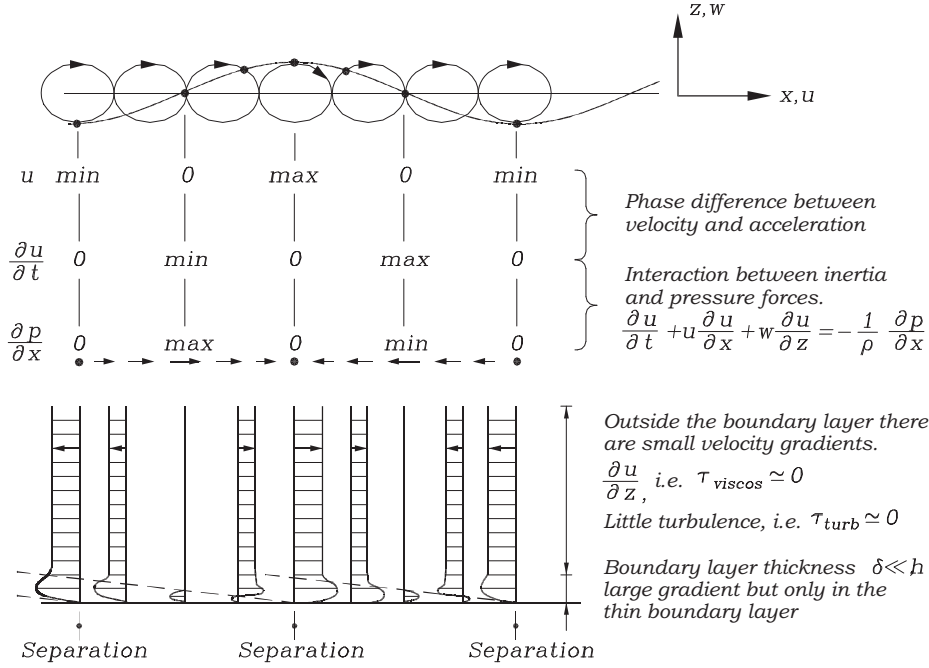 z,w
x,u
u min 0 max 0 min
Phase difference between
velocity and acceleration
∂u/∂t 0 min 0 max 0
Interaction between inertia
and pressure forces.
∂u/∂t + u ∂u/∂x + w ∂u/∂z = − 1/ρ ∂p/∂x
∂p/∂x 0 max 0 min 0
Outside the boundary layer there
are small velocity gradients.
∂u/∂z, i.e. τ viscos ≃ 0
Little turbulence, i.e. τ turb ≃ 0
Boundary layer thickness δ≪h
large gradient but only in the
thin boundary layer
Separation Separation Separation